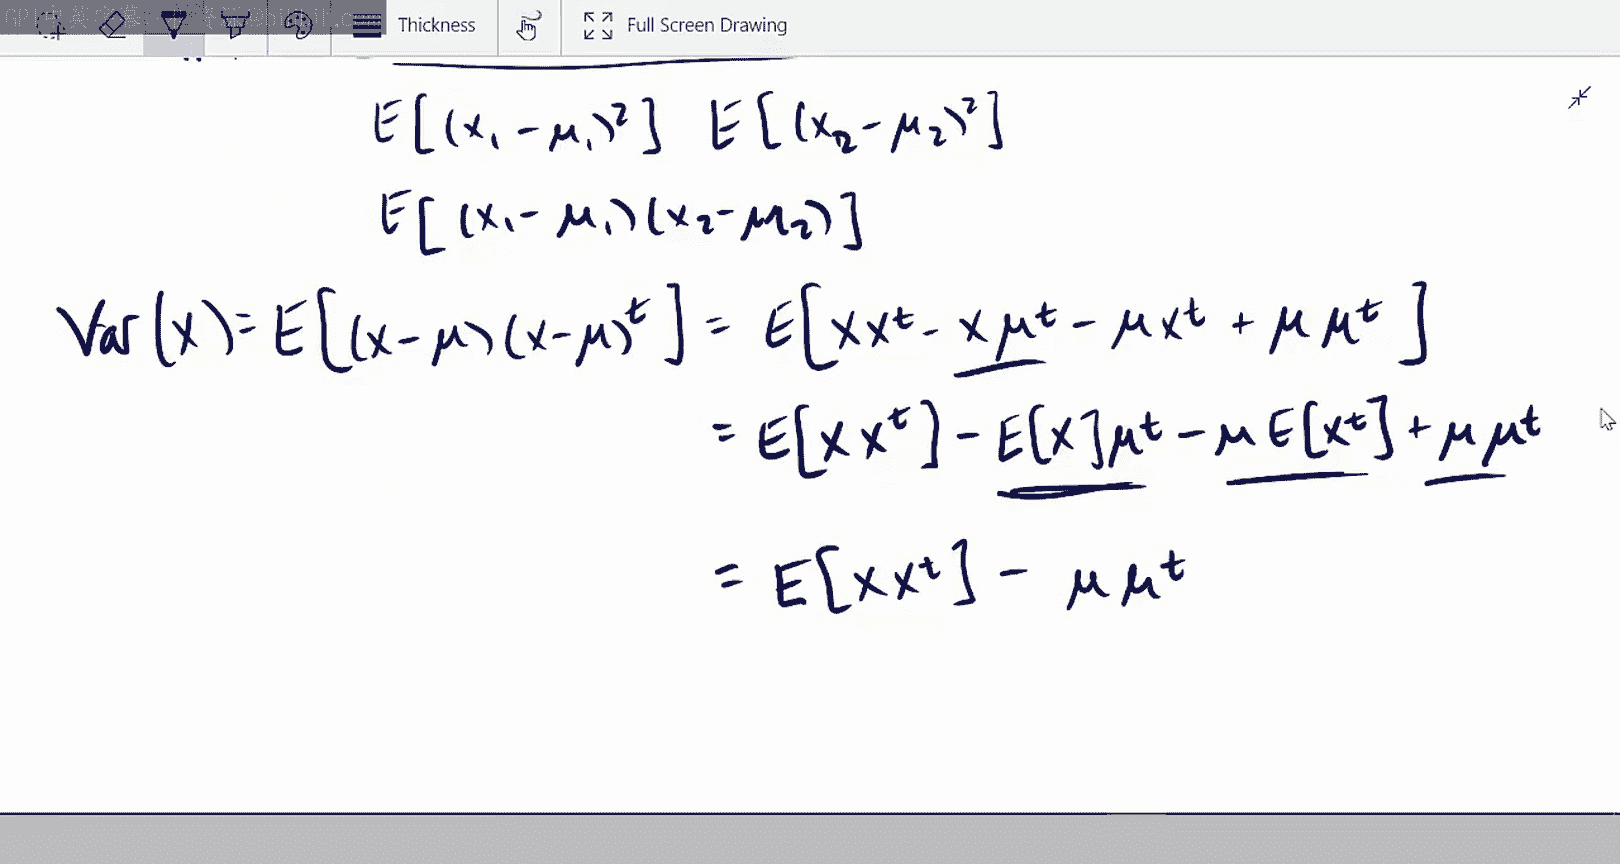 Thickness Full Screen Drawing
E[(x₁-μ₁)²] E[(x₂-μ₂)²]
E[(x₁-μ₁)(x₂-μ₂)]
Var(x)=E[(x-μ)(x-μ)ᵗ] = E[xxᵗ - xμᵗ - μxᵗ + μμᵗ]
= E[xxᵗ] - E[x]μᵗ - μE[xᵗ] + μμᵗ
= E[xxᵗ] - μμᵗ